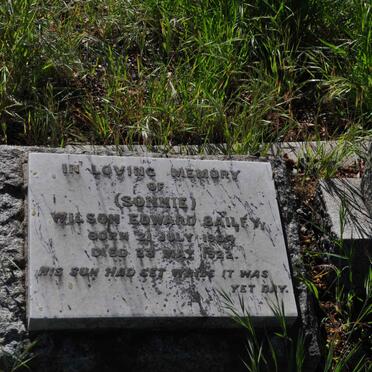 IN LOVING MEMORY
OF
(SONNIE)
WILSON EDWARD BAILEY,
BORN 21 JULY
DIED MAY
HIS SUN HAD SET WHILE IT WAS
YET DAY.